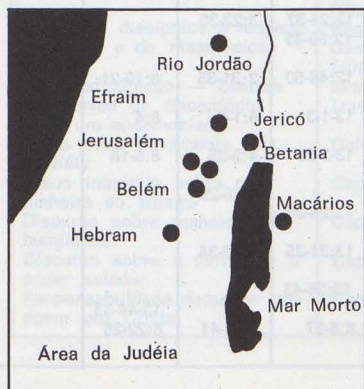 Rio Jordão
Efraim
Jericó
Jerusalém
Betania
Belém
Macários
Hebram
Mar Morto
Área da Judéia